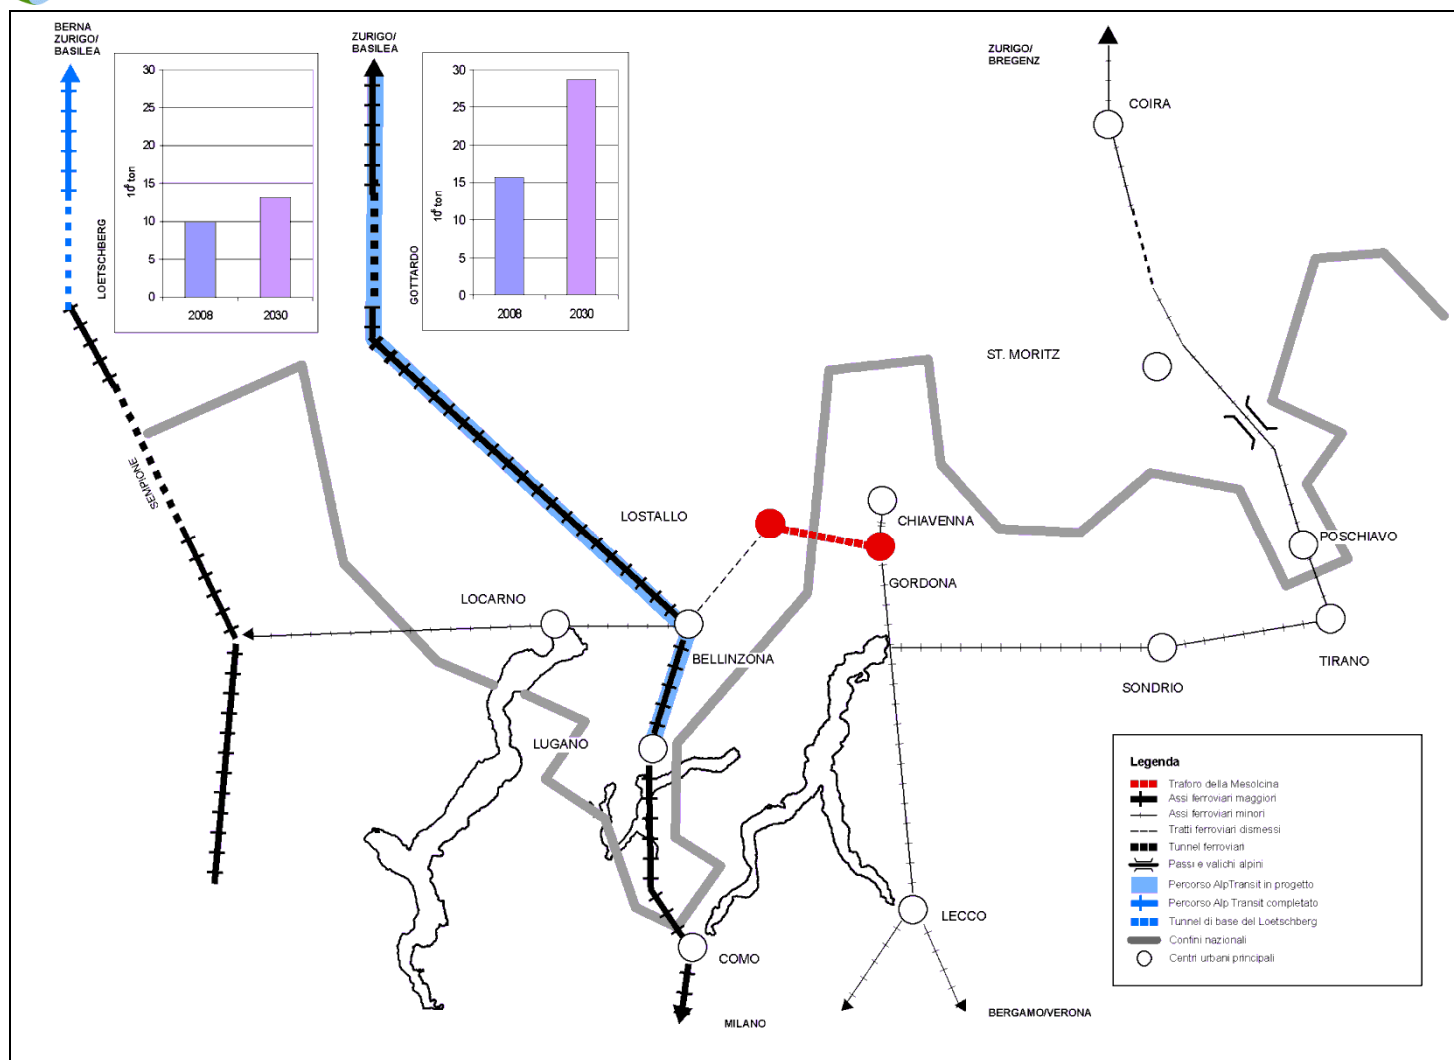 BERNA
ZURIGO/
BASILEA
ZURIGO/
BASILEA
ZURIGO/
BREGENZ
30
25
20
15
10
5
0
10⁶ ton
2008
2030
LOETSCHBERG
30
25
20
15
10
5
0
10⁶ ton
2008
2030
GOTTARDO
COIRA
ST. MORITZ
SEMPIONE
LOSTALLO
CHIAVENNA
POSCHIAVO
GORDONA
LOCARNO
BELLINZONA
TIRANO
SONDRIO
LUGANO
LECCO
COMO
MILANO
BERGAMO/VERONA
Legenda
Traforo della Mesolcina
Assi ferroviari maggiori
Assi ferroviari minori
Tratti ferroviari dismessi
Tunnel ferroviari
Passi e valichi alpini
Percorso AlpTransit in progetto
Percorso Alp Transit completato
Tunnel di base del Loetschberg
Confini nazionali
Centri urbani principali